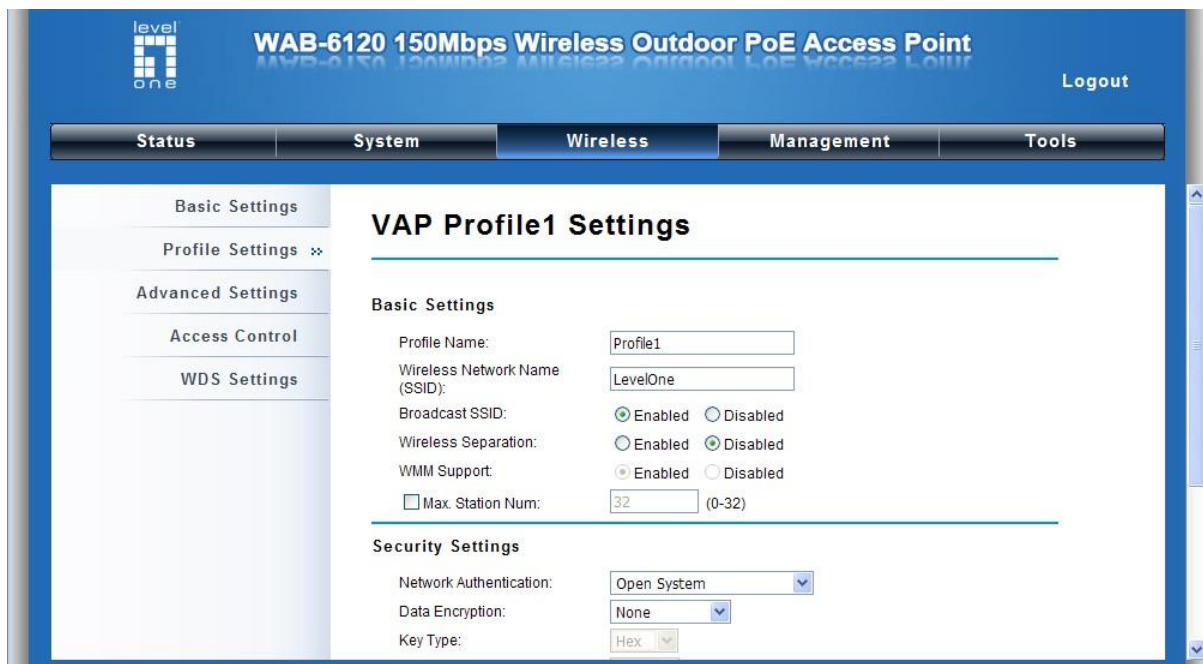 level
one
WAB-6120 150Mbps Wireless Outdoor PoE Access Point
Logout
Status System Wireless Management Tools
Basic Settings
Profile Settings »
Advanced Settings
Access Control
WDS Settings
VAP Profile1 Settings
Basic Settings
Profile Name: Profile1
Wireless Network Name
(SSID): LevelOne
Broadcast SSID: Enabled Disabled
Wireless Separation: Enabled Disabled
WMM Support: Enabled Disabled
Max. Station Num: 32 (0-32)
Security Settings
Network Authentication: Open System
Data Encryption: None
Key Type: Hex